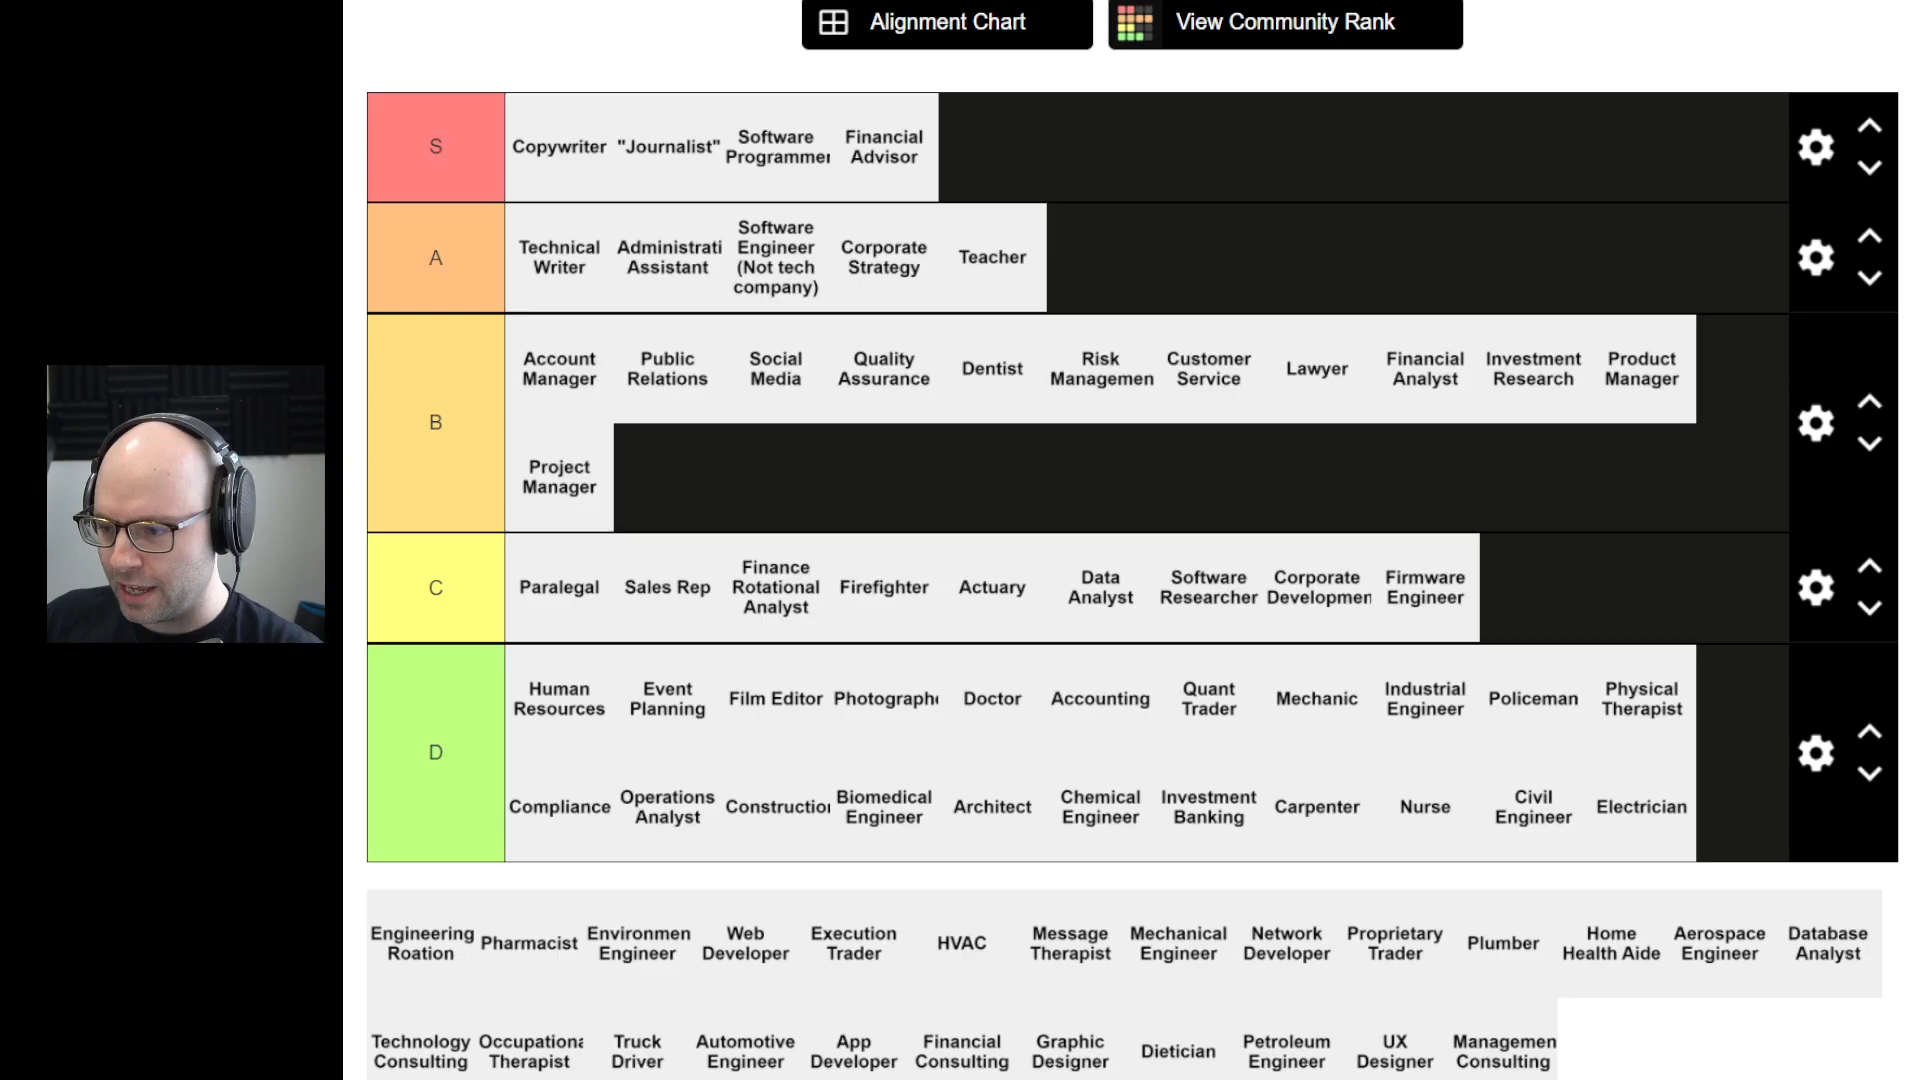 Alignment Chart
View Community Rank
S
Copywriter
"Journalist"
Software
Programmer
Financial
Advisor
A
Technical
Writer
Administrati
Assistant
Software
Engineer
(Not tech
company)
Corporate
Strategy
Teacher
B
Account
Manager
Public
Relations
Social
Media
Quality
Assurance
Dentist
Risk
Managemen
Customer
Service
Lawyer
Financial
Analyst
Investment
Research
Product
Manager
Project
Manager
C
Paralegal
Sales Rep
Finance
Rotational
Analyst
Firefighter
Actuary
Data
Analyst
Software
Researcher
Corporate
Developmen
Firmware
Engineer
D
Human
Resources
Event
Planning
Film Editor
Photographe
Doctor
Accounting
Quant
Trader
Mechanic
Industrial
Engineer
Policeman
Physical
Therapist
Compliance
Operations
Analyst
Construction
Biomedical
Engineer
Architect
Chemical
Engineer
Investment
Banking
Carpenter
Nurse
Civil
Engineer
Electrician
Engineering
Roation
Pharmacist
Environmen
Engineer
Web
Developer
Execution
Trader
HVAC
Message
Therapist
Mechanical
Engineer
Network
Developer
Proprietary
Trader
Plumber
Home
Health Aide
Aerospace
Engineer
Database
Analyst
Technology
Consulting
Occupationa
Therapist
Truck
Driver
Automotive
Engineer
App
Developer
Financial
Consulting
Graphic
Designer
Dietician
Petroleum
Engineer
UX
Designer
Managemen
Consulting